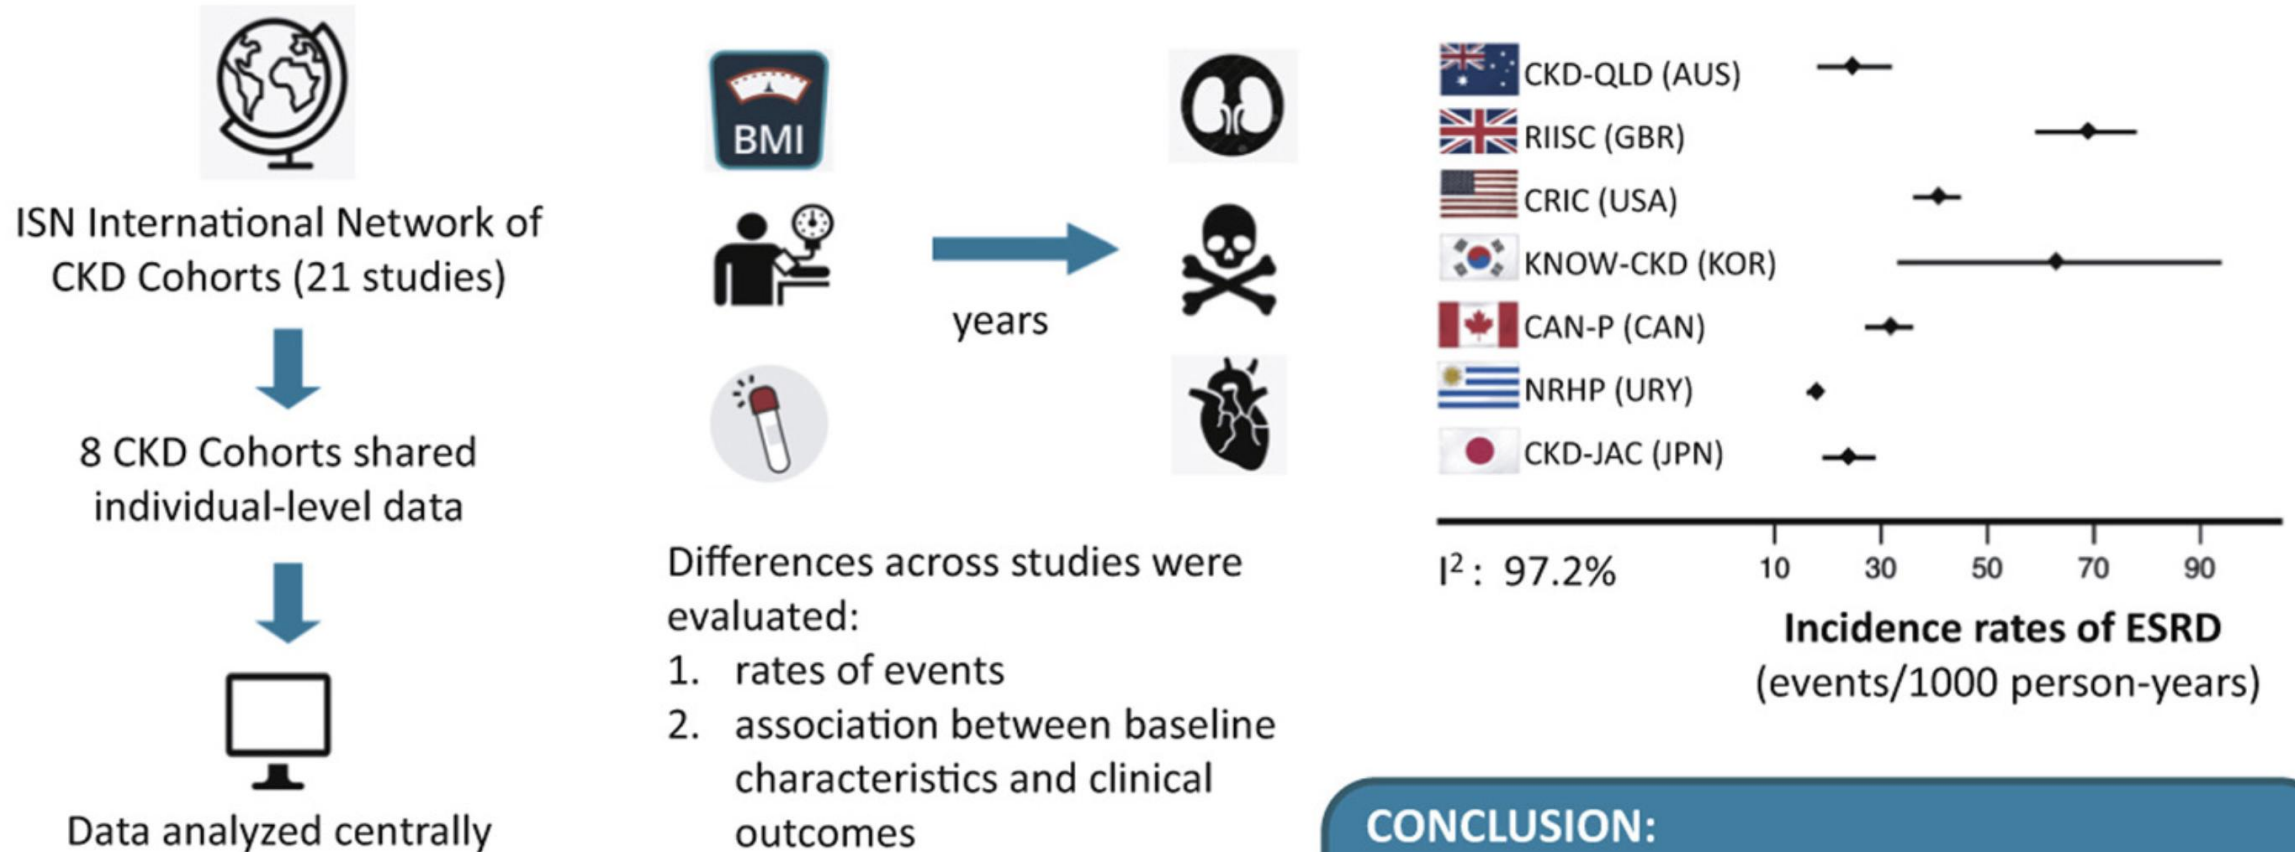 ISN International Network of
CKD Cohorts (21 studies)
8 CKD Cohorts shared
individual-level data
Data analyzed centrally
BMI
years
Differences across studies were
evaluated:
1. rates of events
2. association between baseline
characteristics and clinical
outcomes
CKD-QLD (AUS)
RIISC (GBR)
CRIC (USA)
KNOW-CKD (KOR)
CAN-P (CAN)
NRHP (URY)
CKD-JAC (JPN)
I²: 97.2%
10 30 50 70 90
Incidence rates of ESRD
(events/1000 person-years)
CONCLUSION: